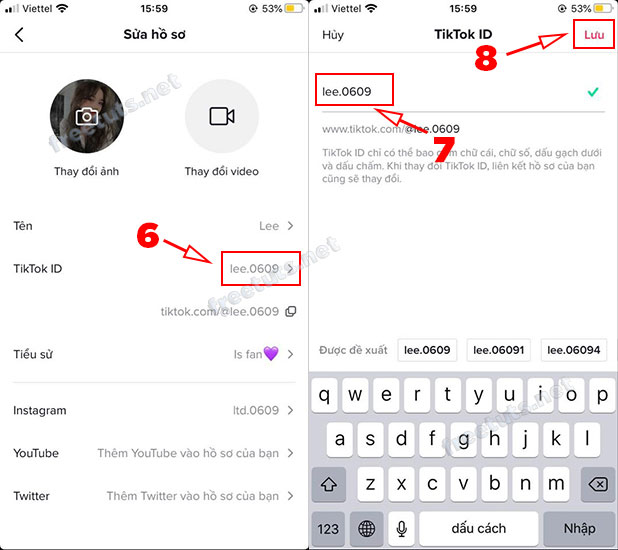 Viettel 15:59 53%
Sửa hồ sơ
Thay đổi ảnh Thay đổi video
Tên Lee
6
TikTok ID lee.0609
tiktok.com/@lee.0609
Tiểu sử Is fan💜
Instagram ltd.0609
YouTube Thêm YouTube vào hồ sơ của bạn
Twitter Thêm Twitter vào hồ sơ của bạn
freetuts.net
freetuts.net
Viettel 15:59 53%
Hủy TikTok ID Lưu
8
lee.0609
7
www.tiktok.com/@lee.0609
TikTok ID chỉ có thể bao gồm chữ cái, chữ số, dấu gạch dưới
và dấu chấm. Khi thay đổi TikTok ID, liên kết hồ sơ của bạn
cũng sẽ thay đổi.
Được đề xuất lee.0609 lee.06091 lee.06094
q w e r t y u i o p
a s d f g h j k l
z x c v b n m
123 dấu cách Nhập
freetuts.net
freetuts.net